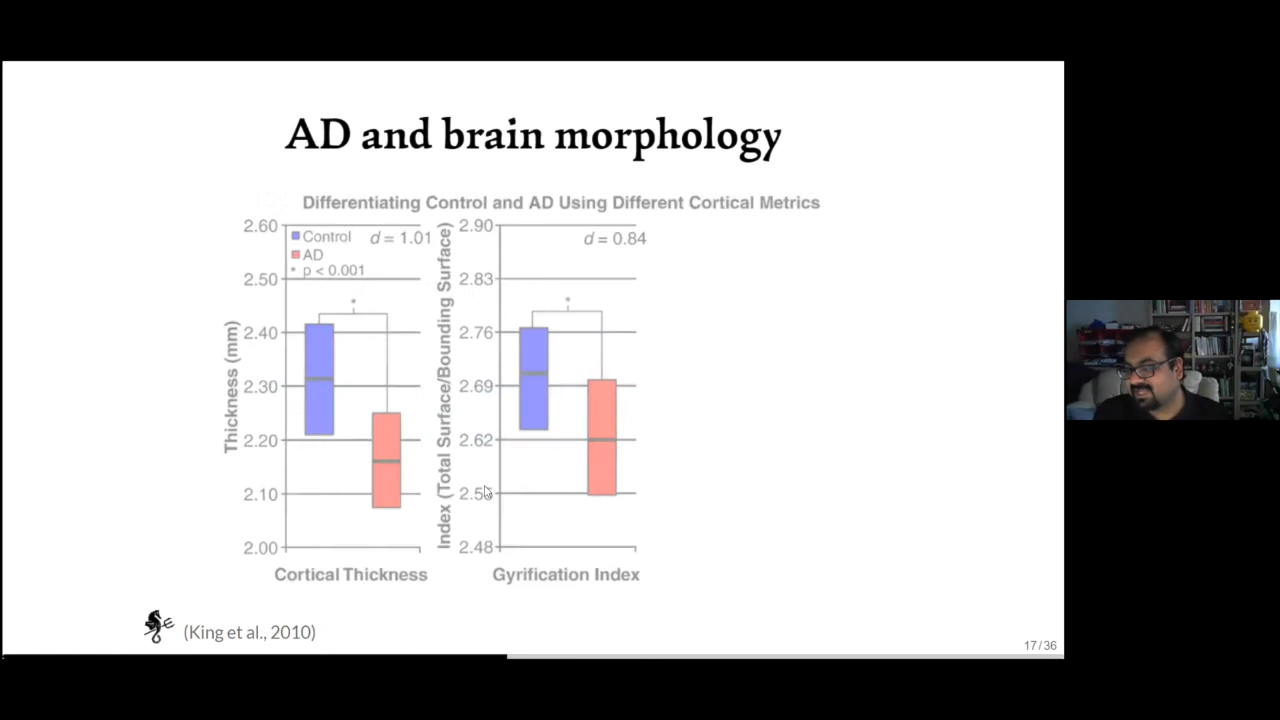 AD and brain morphology
Differentiating Control and AD Using Different Cortical Metrics
Thickness (mm)
2.60
2.50
2.40
2.30
2.20
2.10
2.00
Control
AD
* p < 0.001
d = 1.01
*
Cortical Thickness
Index (Total Surface/Bounding Surface)
2.90
2.83
2.76
2.69
2.62
2.48
d = 0.84
*
Gyrification Index
(King et al., 2010)
17 / 36